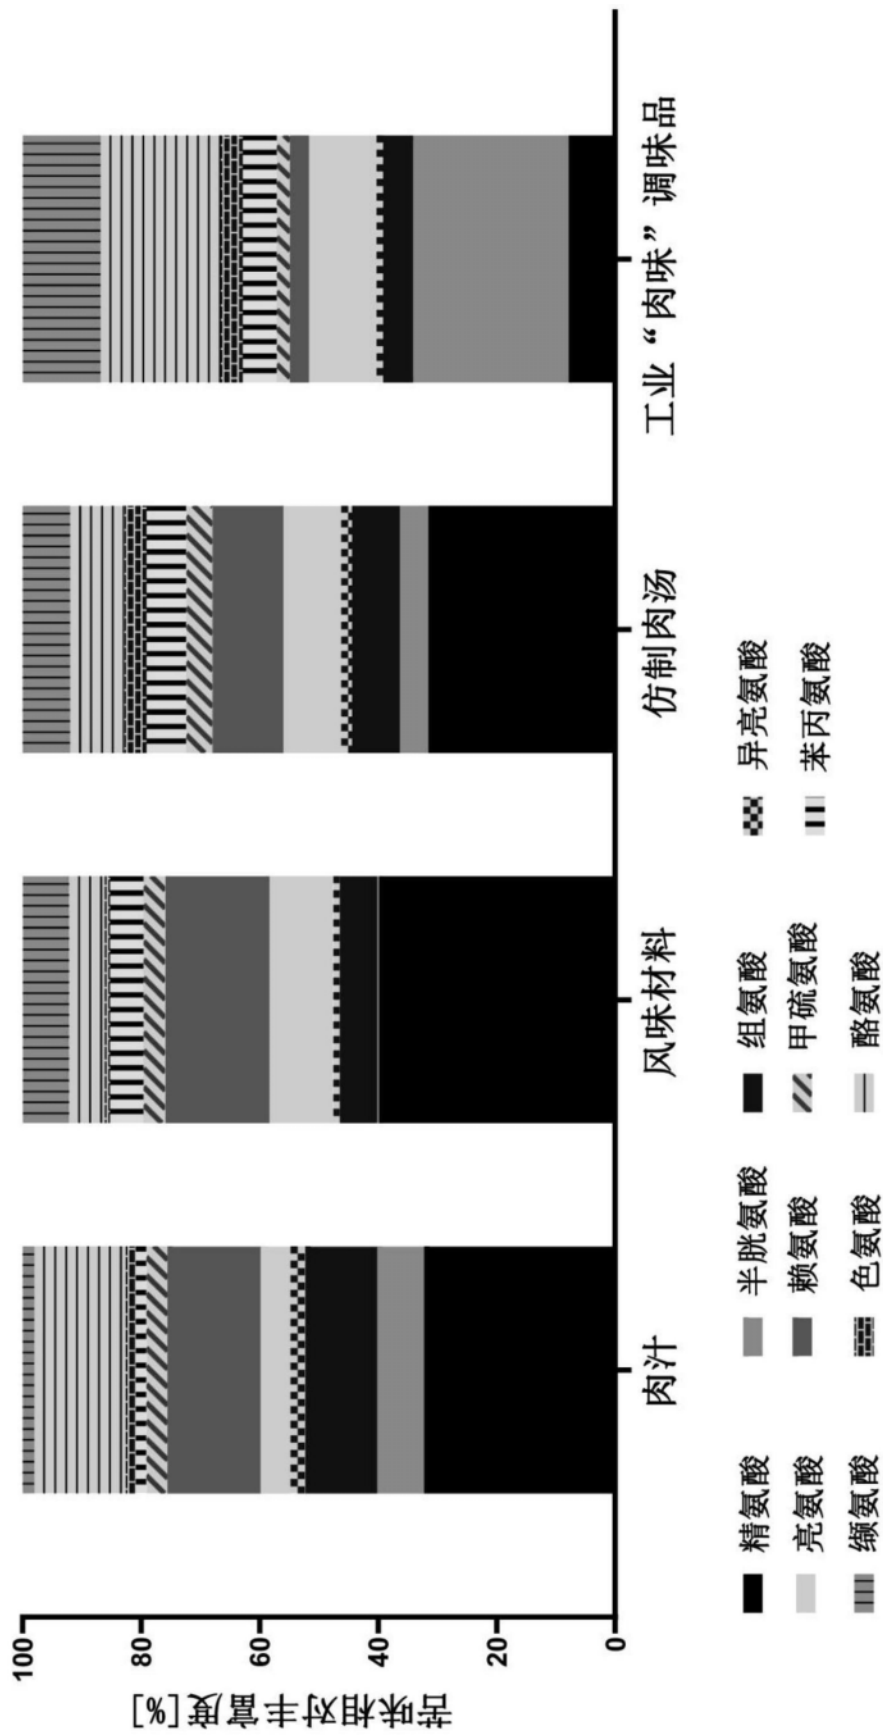 苦味相对丰富度[%]
100
80
60
40
20
0
肉汁
风味材料
仿制肉汤
工业“肉味”调味品
精氨酸
半胱氨酸
组氨酸
异亮氨酸
亮氨酸
赖氨酸
甲硫氨酸
苯丙氨酸
缬氨酸
色氨酸
酪氨酸